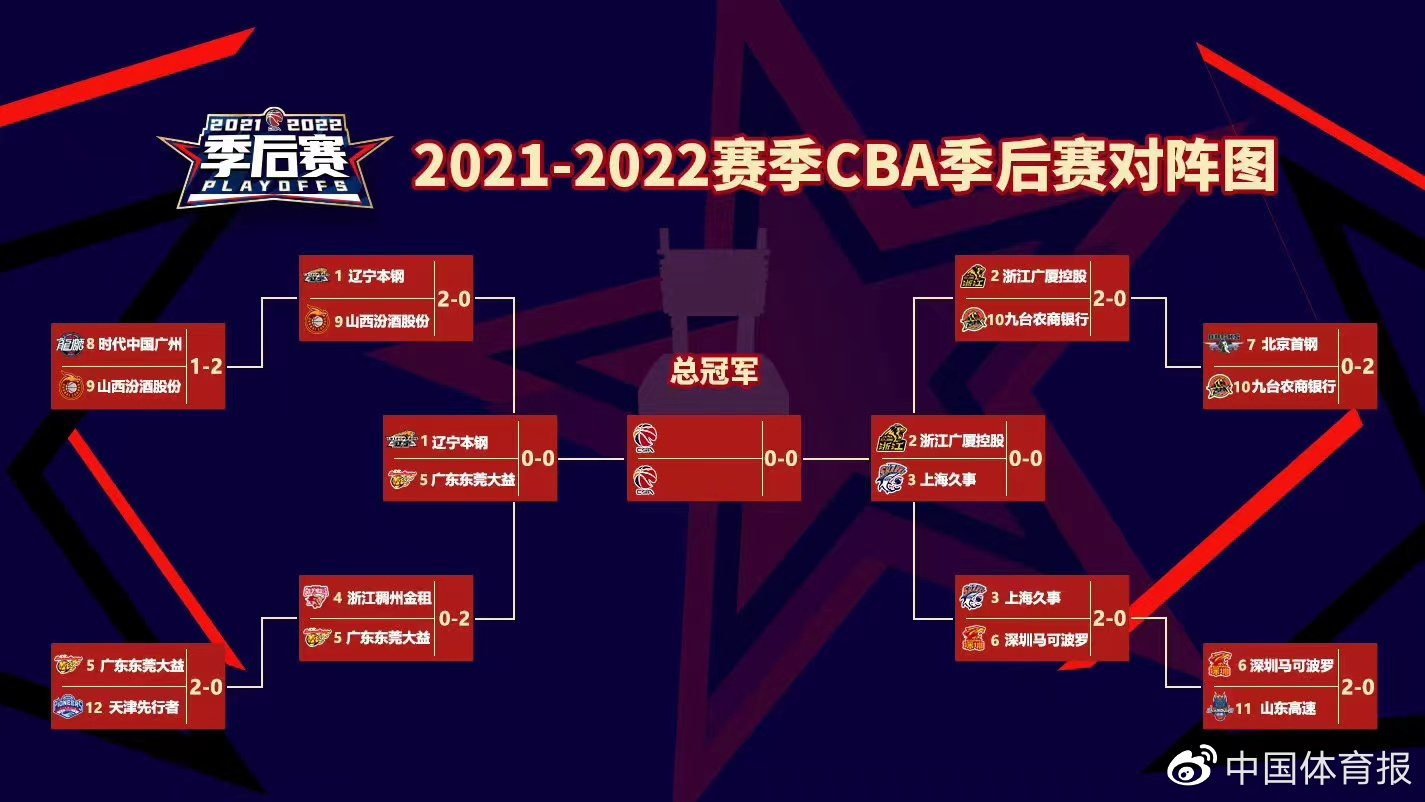 2021 2022
季后赛
PLAYOFFS
2021-2022赛季CBA季后赛对阵图
1 辽宁本钢
9 山西汾酒股份
2-0
8 时代中国广州
9 山西汾酒股份
1-2
1 辽宁本钢
5 广东东莞大益
0-0
4 浙江稠州金租
5 广东东莞大益
0-2
5 广东东莞大益
12 天津先行者
2-0
总冠军
CBA
CBA
0-0
2 浙江广厦控股
10 九台农商银行
2-0
7 北京首钢
10 九台农商银行
0-2
2 浙江广厦控股
3 上海久事
0-0
3 上海久事
6 深圳马可波罗
2-0
6 深圳马可波罗
11 山东高速
2-0
中国体育报